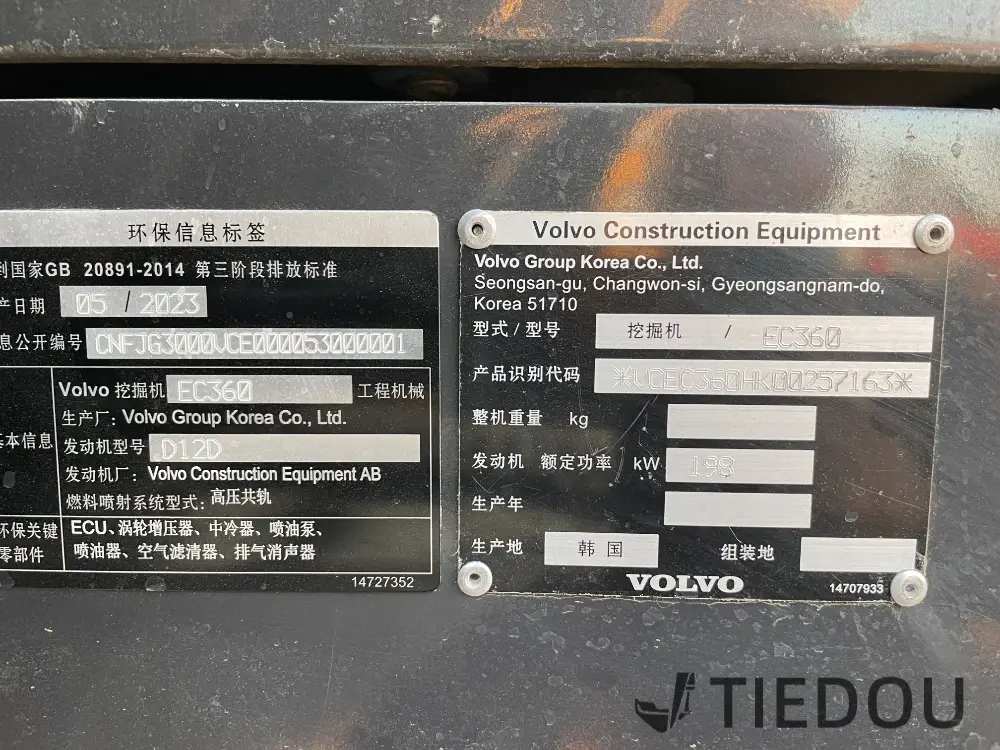 环保信息标签
到国家GB 20891-2014 第三阶段排放标准
产日期 05 / 2023
息公开编号 CNFJG3000VCE000053000001
基本信息
Volvo 挖掘机 EC360 工程机械
生产厂: Volvo Group Korea Co., Ltd.
发动机型号 D12D
发动机厂: Volvo Construction Equipment AB
燃料喷射系统型式: 高压共轨
环保关键
零部件
ECU、涡轮增压器、中冷器、喷油泵、
喷油器、空气滤清器、排气消声器
14727352
Volvo Construction Equipment
Volvo Group Korea Co., Ltd.
Seongsan-gu, Changwon-si, Gyeongsangnam-do,
Korea 51710
型式 / 型号 挖掘机 / EC360
产品识别代码 *VCEC360HK00257163*
整机重量 kg
发动机 额定功率 kW 198
生产年
生产地 韩国 组装地
VOLVO 14707933
TIEDOU